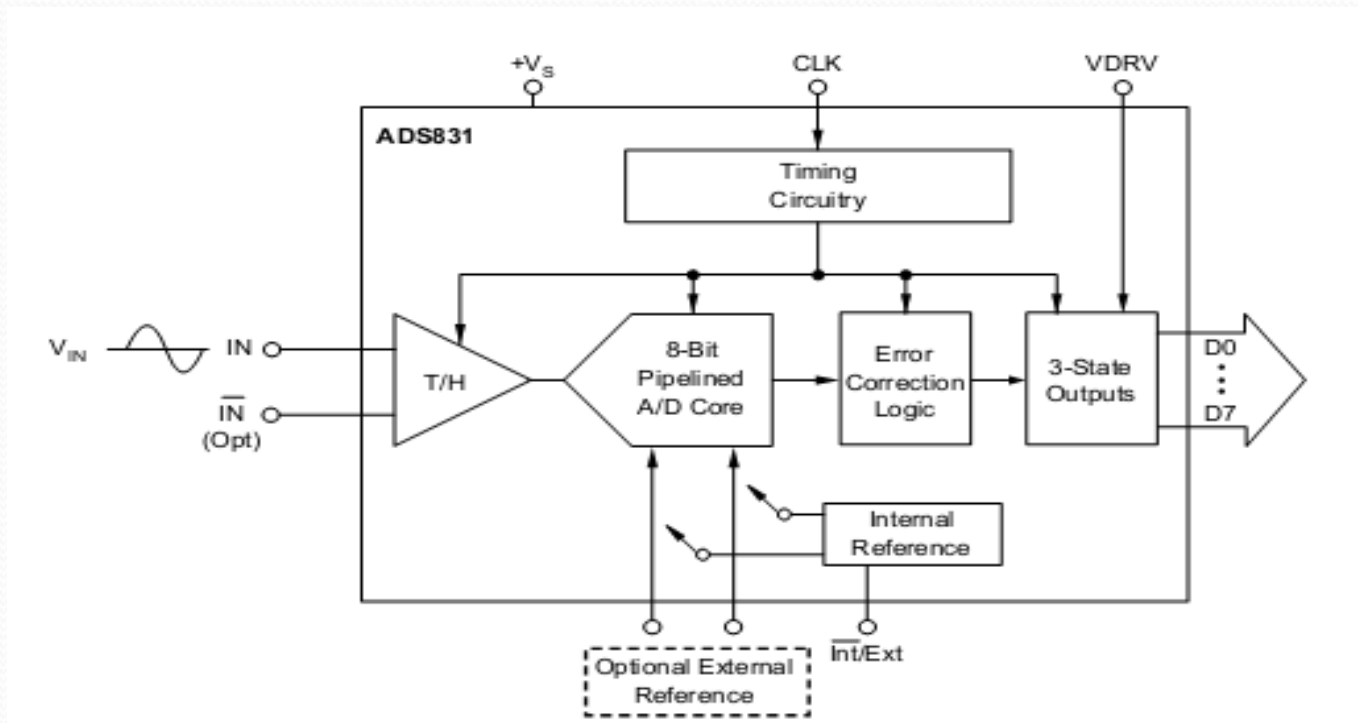 +VS
CLK
VDRV
ADS831
Timing
Circuitry
VIN
IN
IN
(Opt)
T/H
8-Bit
Pipelined
A/D Core
Error
Correction
Logic
3-State
Outputs
D0
D7
Internal
Reference
Int/Ext
Optional External
Reference